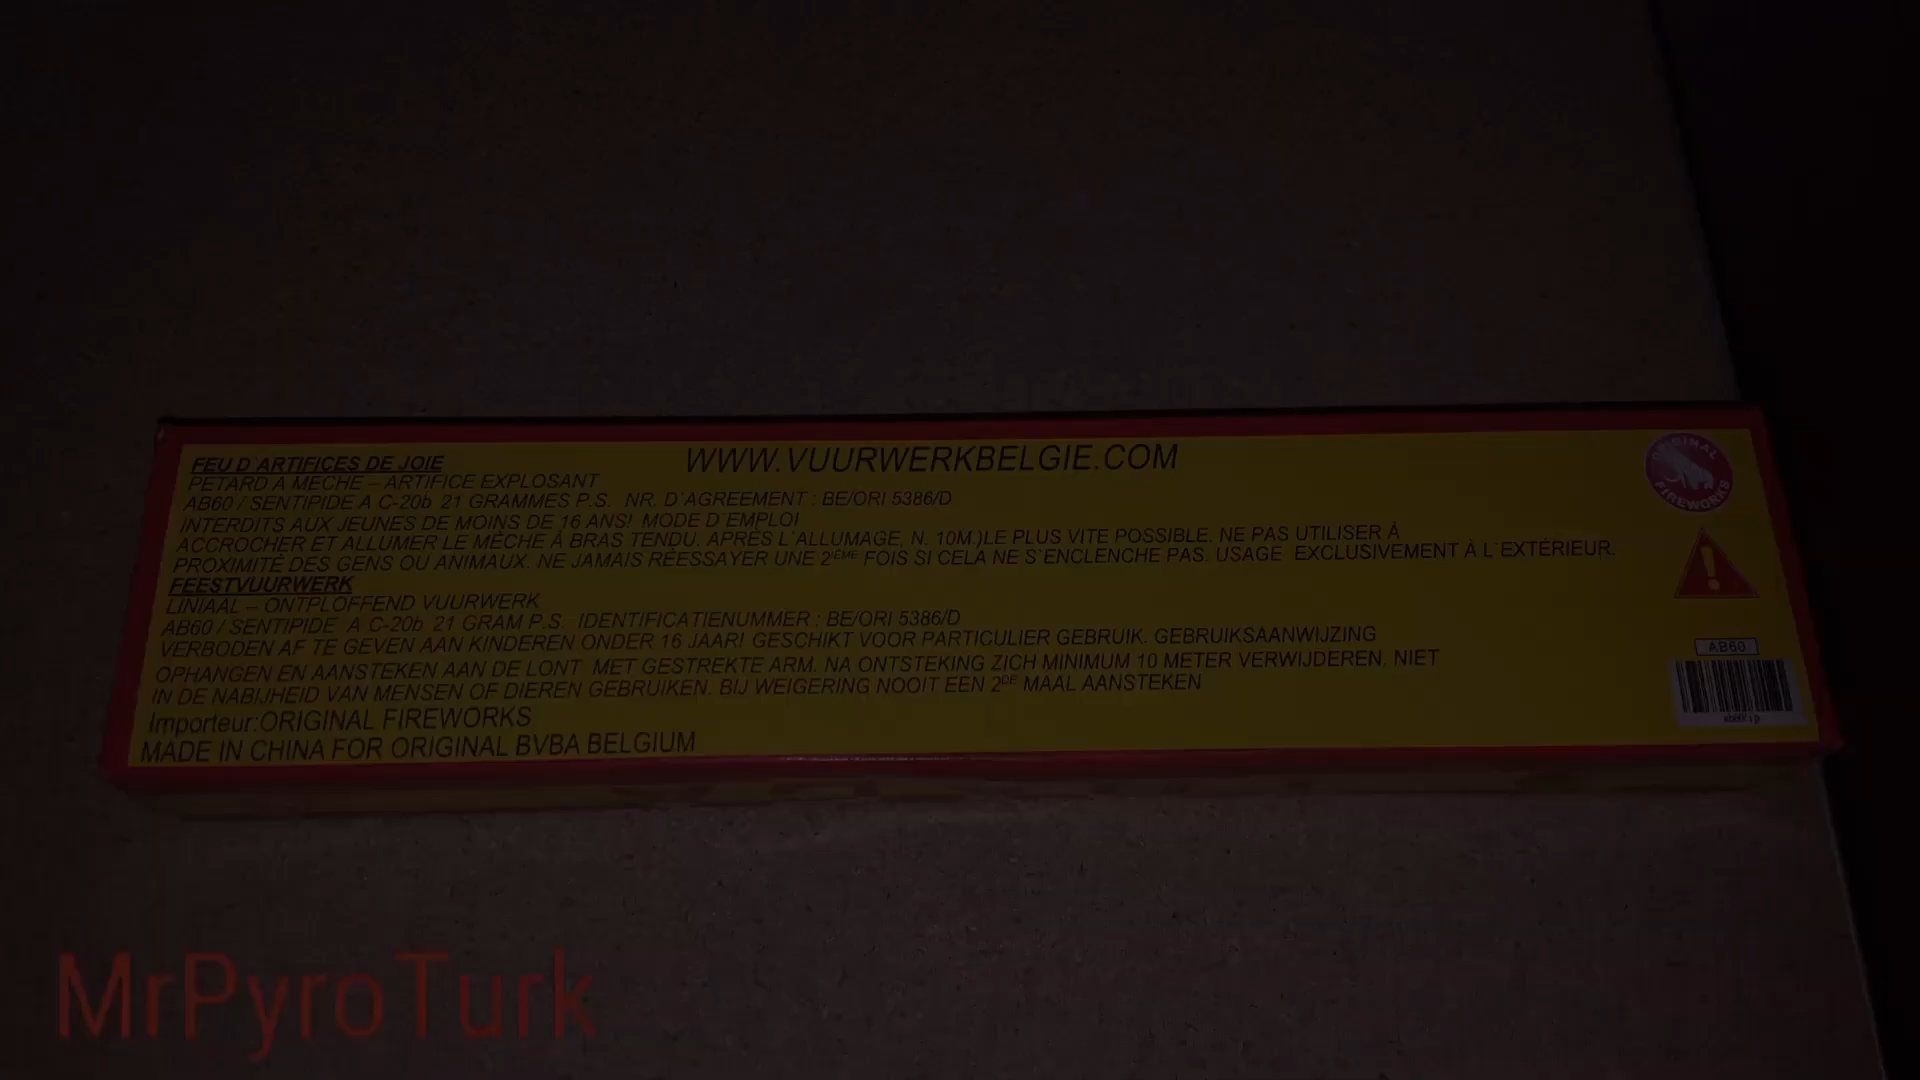 WWW.VUURWERKBELGIE.COM
FEU D'ARTIFICES DE JOIE
PETARD A MECHE – ARTIFICE EXPLOSANT
AB60 / SENTIPIDE A C-20b 21 GRAMMES P.S. NR. D'AGREEMENT : BE/ORI 5386/D
INTERDITS AUX JEUNES DE MOINS DE 16 ANS! MODE D'EMPLOI
ACCROCHER ET ALLUMER LE MÈCHE À BRAS TENDU. APRÈS L'ALLUMAGE, N. 10M.)LE PLUS VITE POSSIBLE. NE PAS UTILISER À
PROXIMITÉ DES GENS OU ANIMAUX. NE JAMAIS RÉESSAYER UNE 2IÈME FOIS SI CELA NE S'ENCLENCHE PAS. USAGE EXCLUSIVEMENT À L'EXTÉRIEUR.
FEESTVUURWERK
LINIAAL – ONTPLOFFEND VUURWERK
AB60 / SENTIPIDE A C-20b 21 GRAM P.S. IDENTIFICATIENUMMER : BE/ORI 5386/D
VERBODEN AF TE GEVEN AAN KINDEREN ONDER 16 JAAR! GESCHIKT VOOR PARTICULIER GEBRUIK. GEBRUIKSAANWIJZING
OPHANGEN EN AANSTEKEN AAN DE LONT MET GESTREKTE ARM. NA ONTSTEKING ZICH MINIMUM 10 METER VERWIJDEREN, NIET
IN DE NABIJHEID VAN MENSEN OF DIEREN GEBRUIKEN. BIJ WEIGERING NOOIT EEN 2DE MAAL AANSTEKEN
Importeur:ORIGINAL FIREWORKS
MADE IN CHINA FOR ORIGINAL BVBA BELGIUM
ORIGINAL
FIREWORKS
AB60
MrPyroTurk